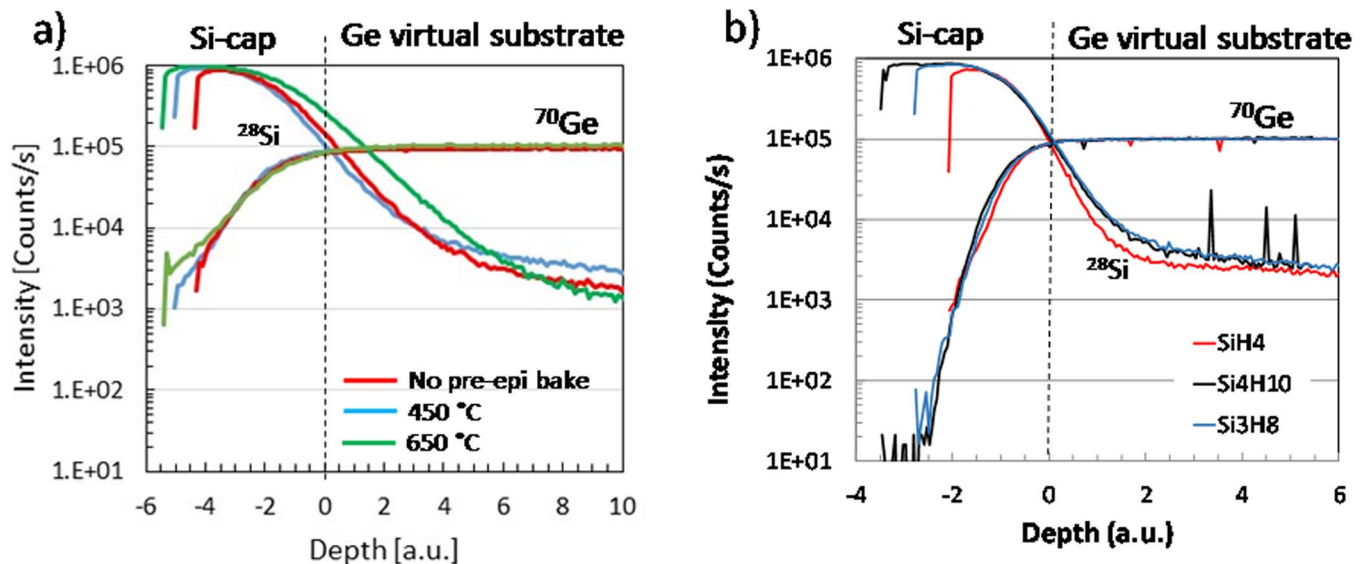 a)
Si-cap
Ge virtual substrate
1.E+06
1.E+05
1.E+04
1.E+03
1.E+02
1.E+01
Intensity [Counts/s]
28Si
70Ge
No pre-epi bake
450 °C
650 °C
-6 -4 -2 0 2 4 6 8 10
Depth [a.u.]
b)
Si-cap
Ge virtual substrate
1E+06
1E+05
1E+04
1E+03
1E+02
1E+01
Intensity (Counts/s)
70Ge
28Si
SiH4
Si4H10
Si3H8
-4 -2 0 2 4 6
Depth (a.u.)